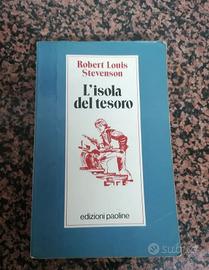 Robert Louis
Stevenson
L'isola
del tesoro
edizioni paoline
subito